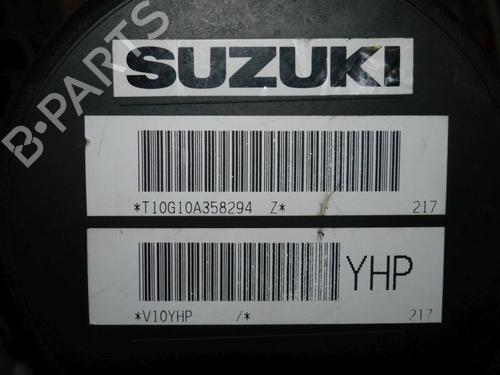 B-PARTS
SUZUKI
*T10G10A358294 Z* 217
YHP
*V10YHP /* 217